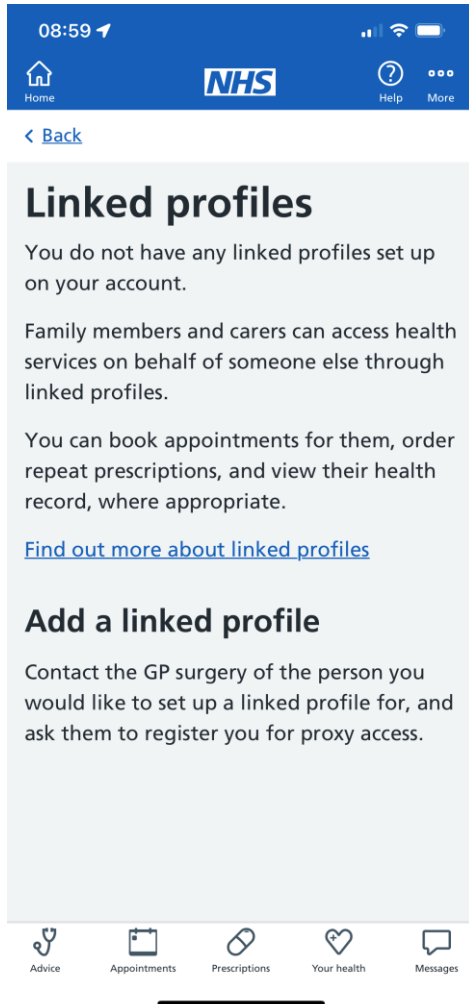 08:59
Home
NHS
Help
More
Back
Linked profiles
You do not have any linked profiles set up
on your account.
Family members and carers can access health
services on behalf of someone else through
linked profiles.
You can book appointments for them, order
repeat prescriptions, and view their health
record, where appropriate.
Find out more about linked profiles
Add a linked profile
Contact the GP surgery of the person you
would like to set up a linked profile for, and
ask them to register you for proxy access.
Advice
Appointments
Prescriptions
Your health
Messages